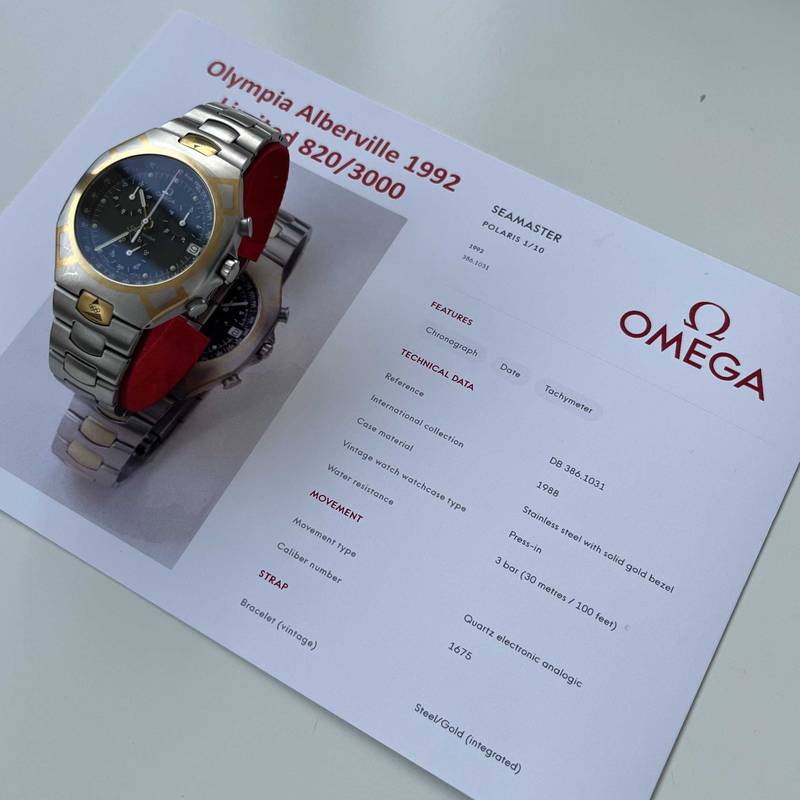 Olympia Alberville 1992
Limited 820/3000
SEAMASTER
POLARIS 1/10
1992
386.1031
Ω
OMEGA
FEATURES
Chronograph Date Tachymeter
TECHNICAL DATA
Reference DB 386.1031
International collection 1988
Case material Stainless steel with solid gold bezel
Vintage watch watchcase type Press-in
Water resistance 3 bar (30 metres / 100 feet)
MOVEMENT
Movement type Quartz electronic analogic
Caliber number 1675
STRAP
Bracelet (vintage) Steel/Gold (integrated)